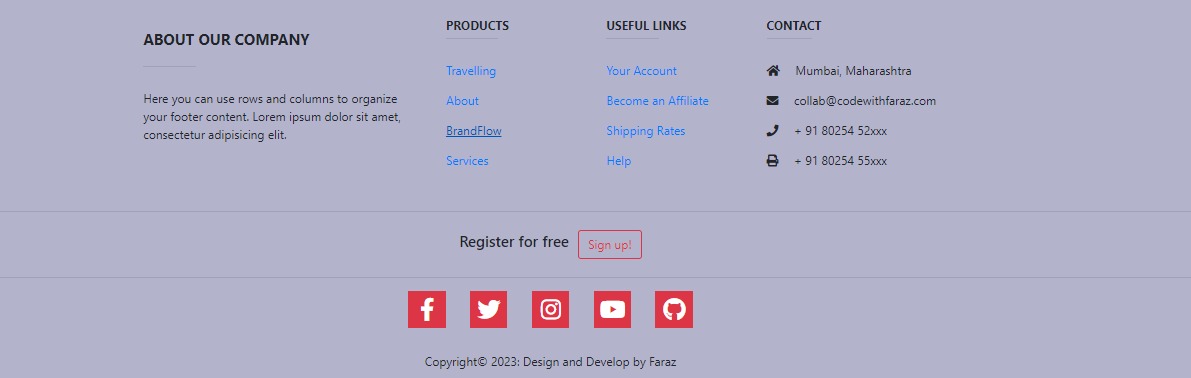 ABOUT OUR COMPANY
Here you can use rows and columns to organize
your footer content. Lorem ipsum dolor sit amet,
consectetur adipisicing elit.
PRODUCTS
Travelling
About
BrandFlow
Services
USEFUL LINKS
Your Account
Become an Affiliate
Shipping Rates
Help
CONTACT
Mumbai, Maharashtra
collab@codewithfaraz.com
+ 91 80254 52xxx
+ 91 80254 55xxx
Register for free Sign up!
Copyright© 2023: Design and Develop by Faraz